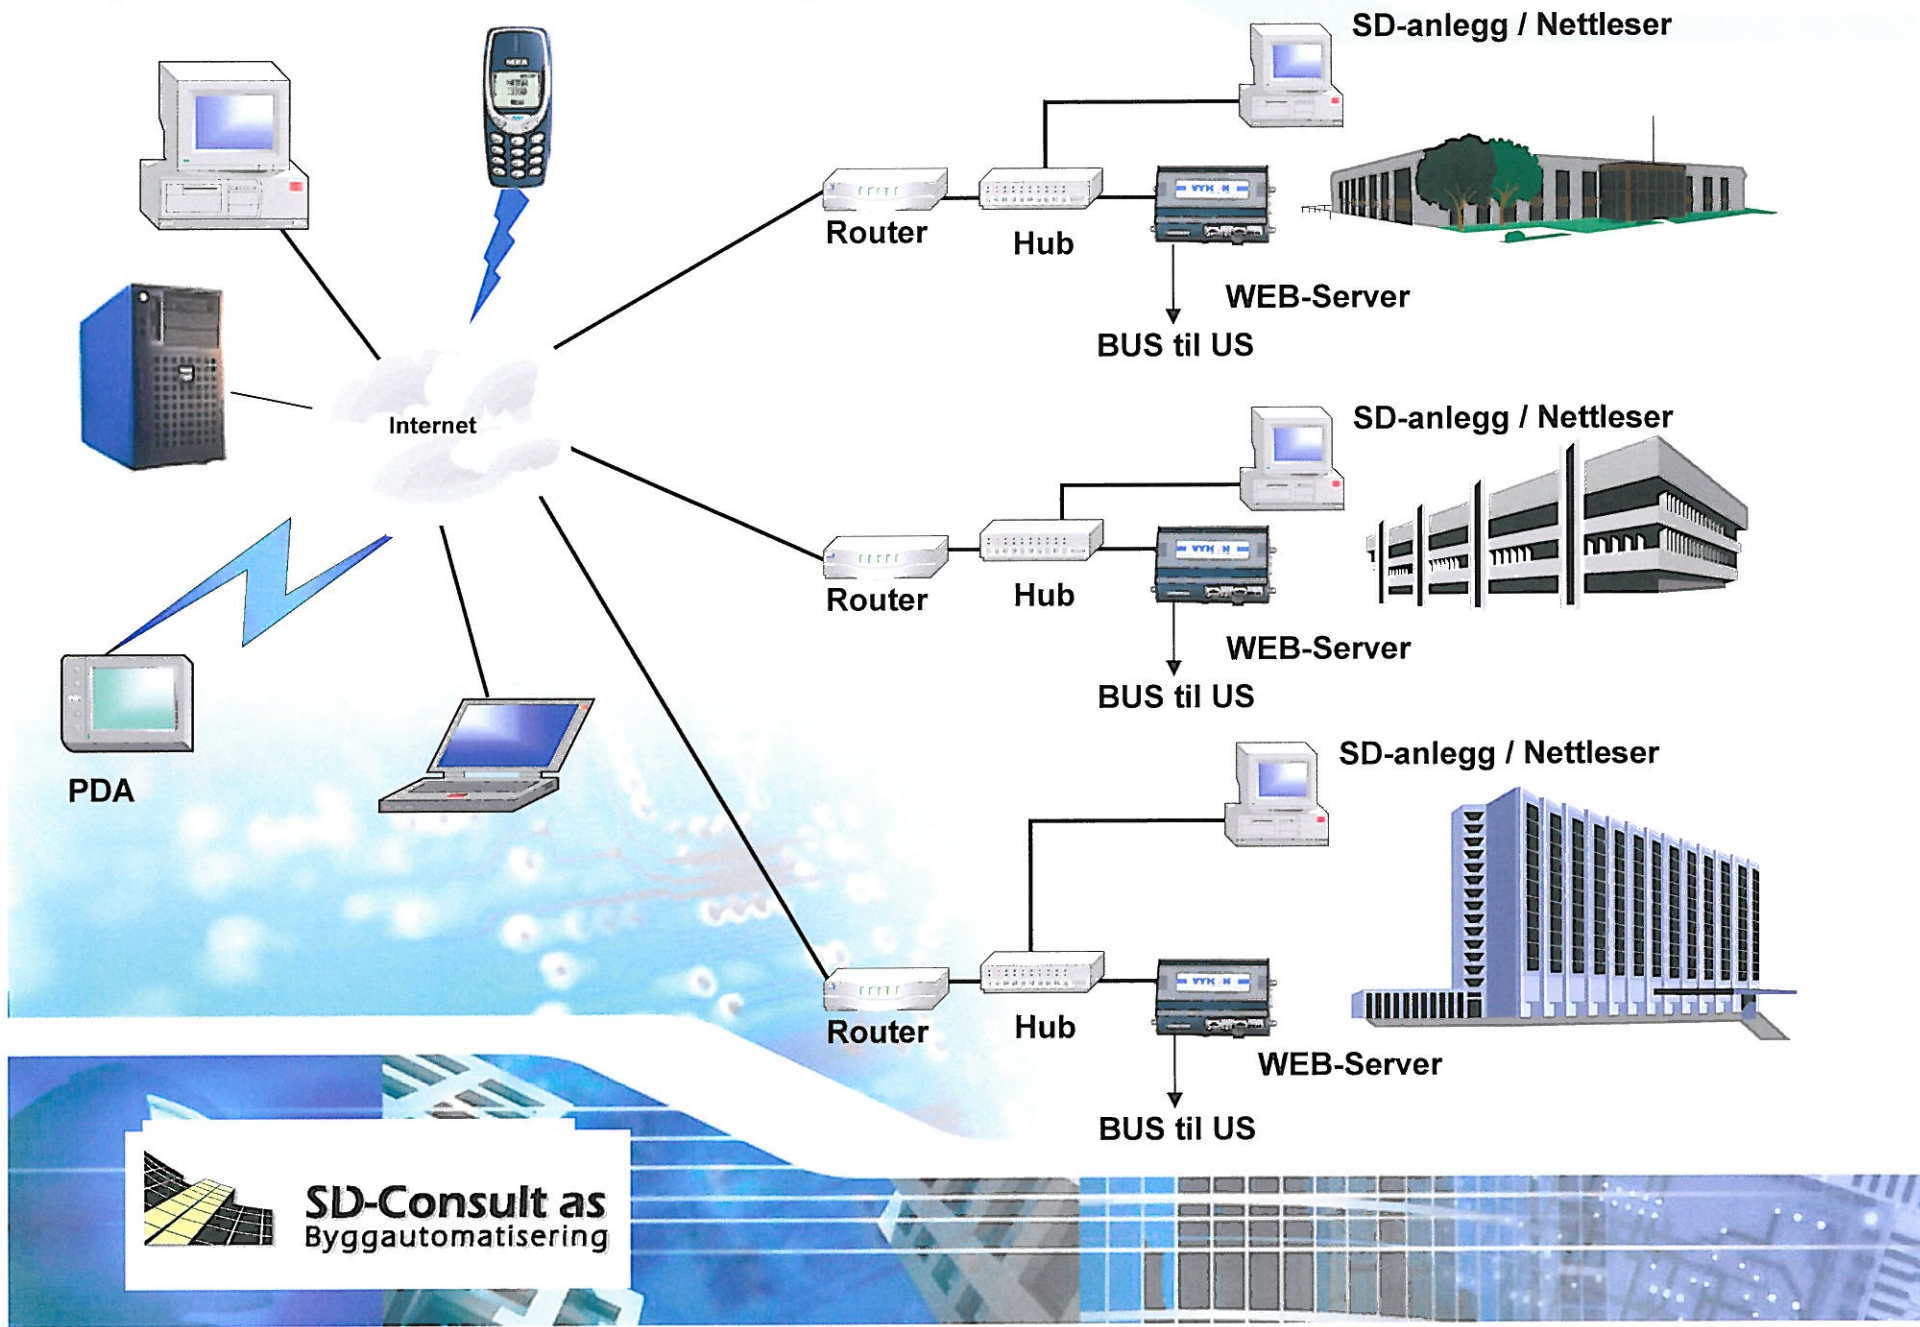 SD-anlegg / Nettleser
Router
Hub
WEB-Server
BUS til US
Internet
SD-anlegg / Nettleser
Router
Hub
WEB-Server
BUS til US
PDA
SD-anlegg / Nettleser
Router
Hub
WEB-Server
BUS til US
SD-Consult as
Byggautomatisering